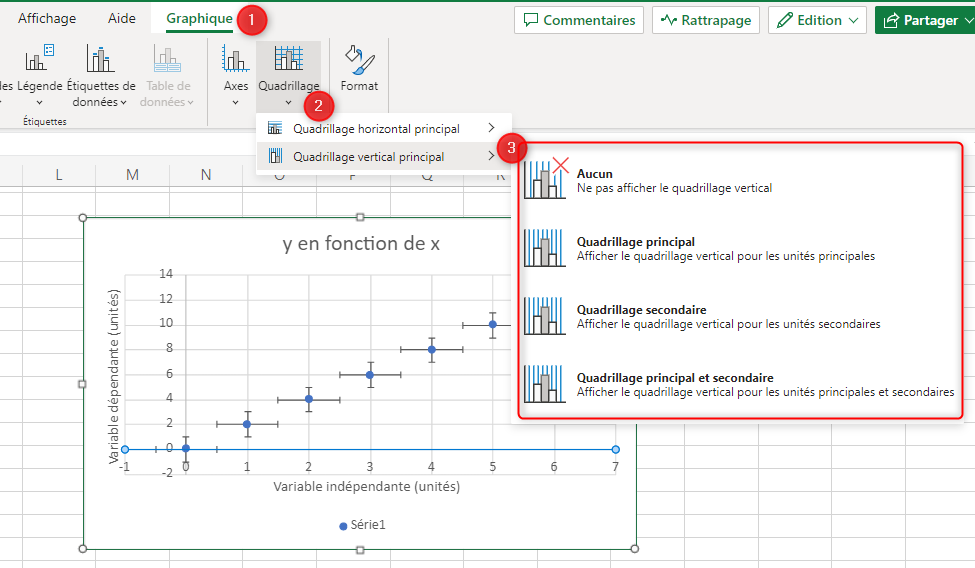 Affichage Aide Graphique 1 Commentaires Rattrapage Edition Partager
Légende Étiquettes de données Table de données Axes Quadrillage Format
Étiquettes
2
Quadrillage horizontal principal
Quadrillage vertical principal
3
L M N
Aucun
Ne pas afficher le quadrillage vertical
Quadrillage principal
Afficher le quadrillage vertical pour les unités principales
Quadrillage secondaire
Afficher le quadrillage vertical pour les unités secondaires
Quadrillage principal et secondaire
Afficher le quadrillage vertical pour les unités principales et secondaires
y en fonction de x
Variable dépendante (unités)
14
12
10
8
6
4
2
0
-2
-1 0 1 2 3 4 5 6 7
Variable indépendante (unités)
Série1